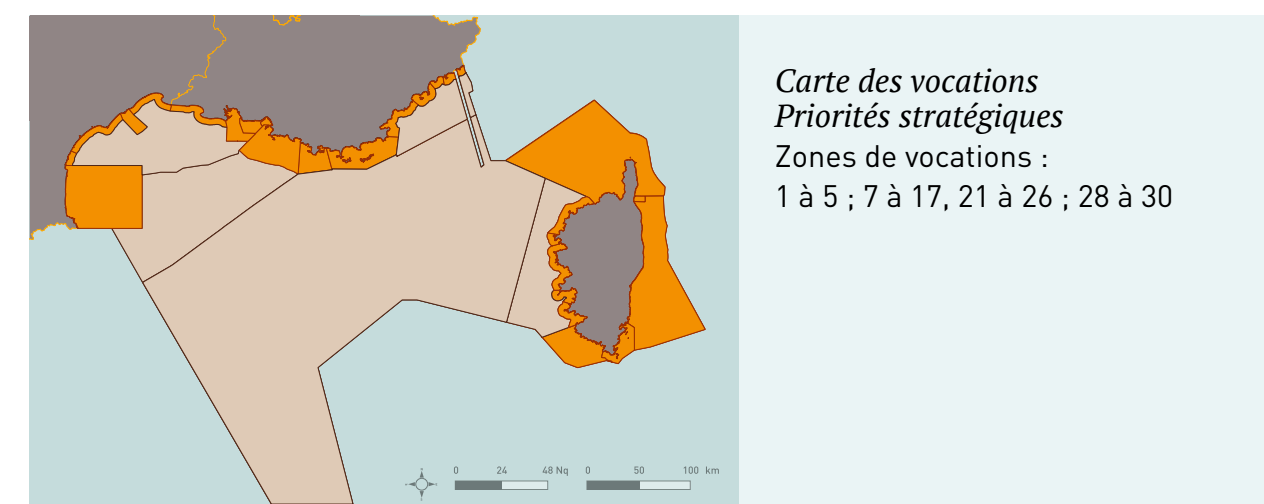 Carte des vocations
Priorités stratégiques
Zones de vocations :
1 à 5 ; 7 à 17, 21 à 26 ; 28 à 30
0 24 48 Nq 0 50 100 km